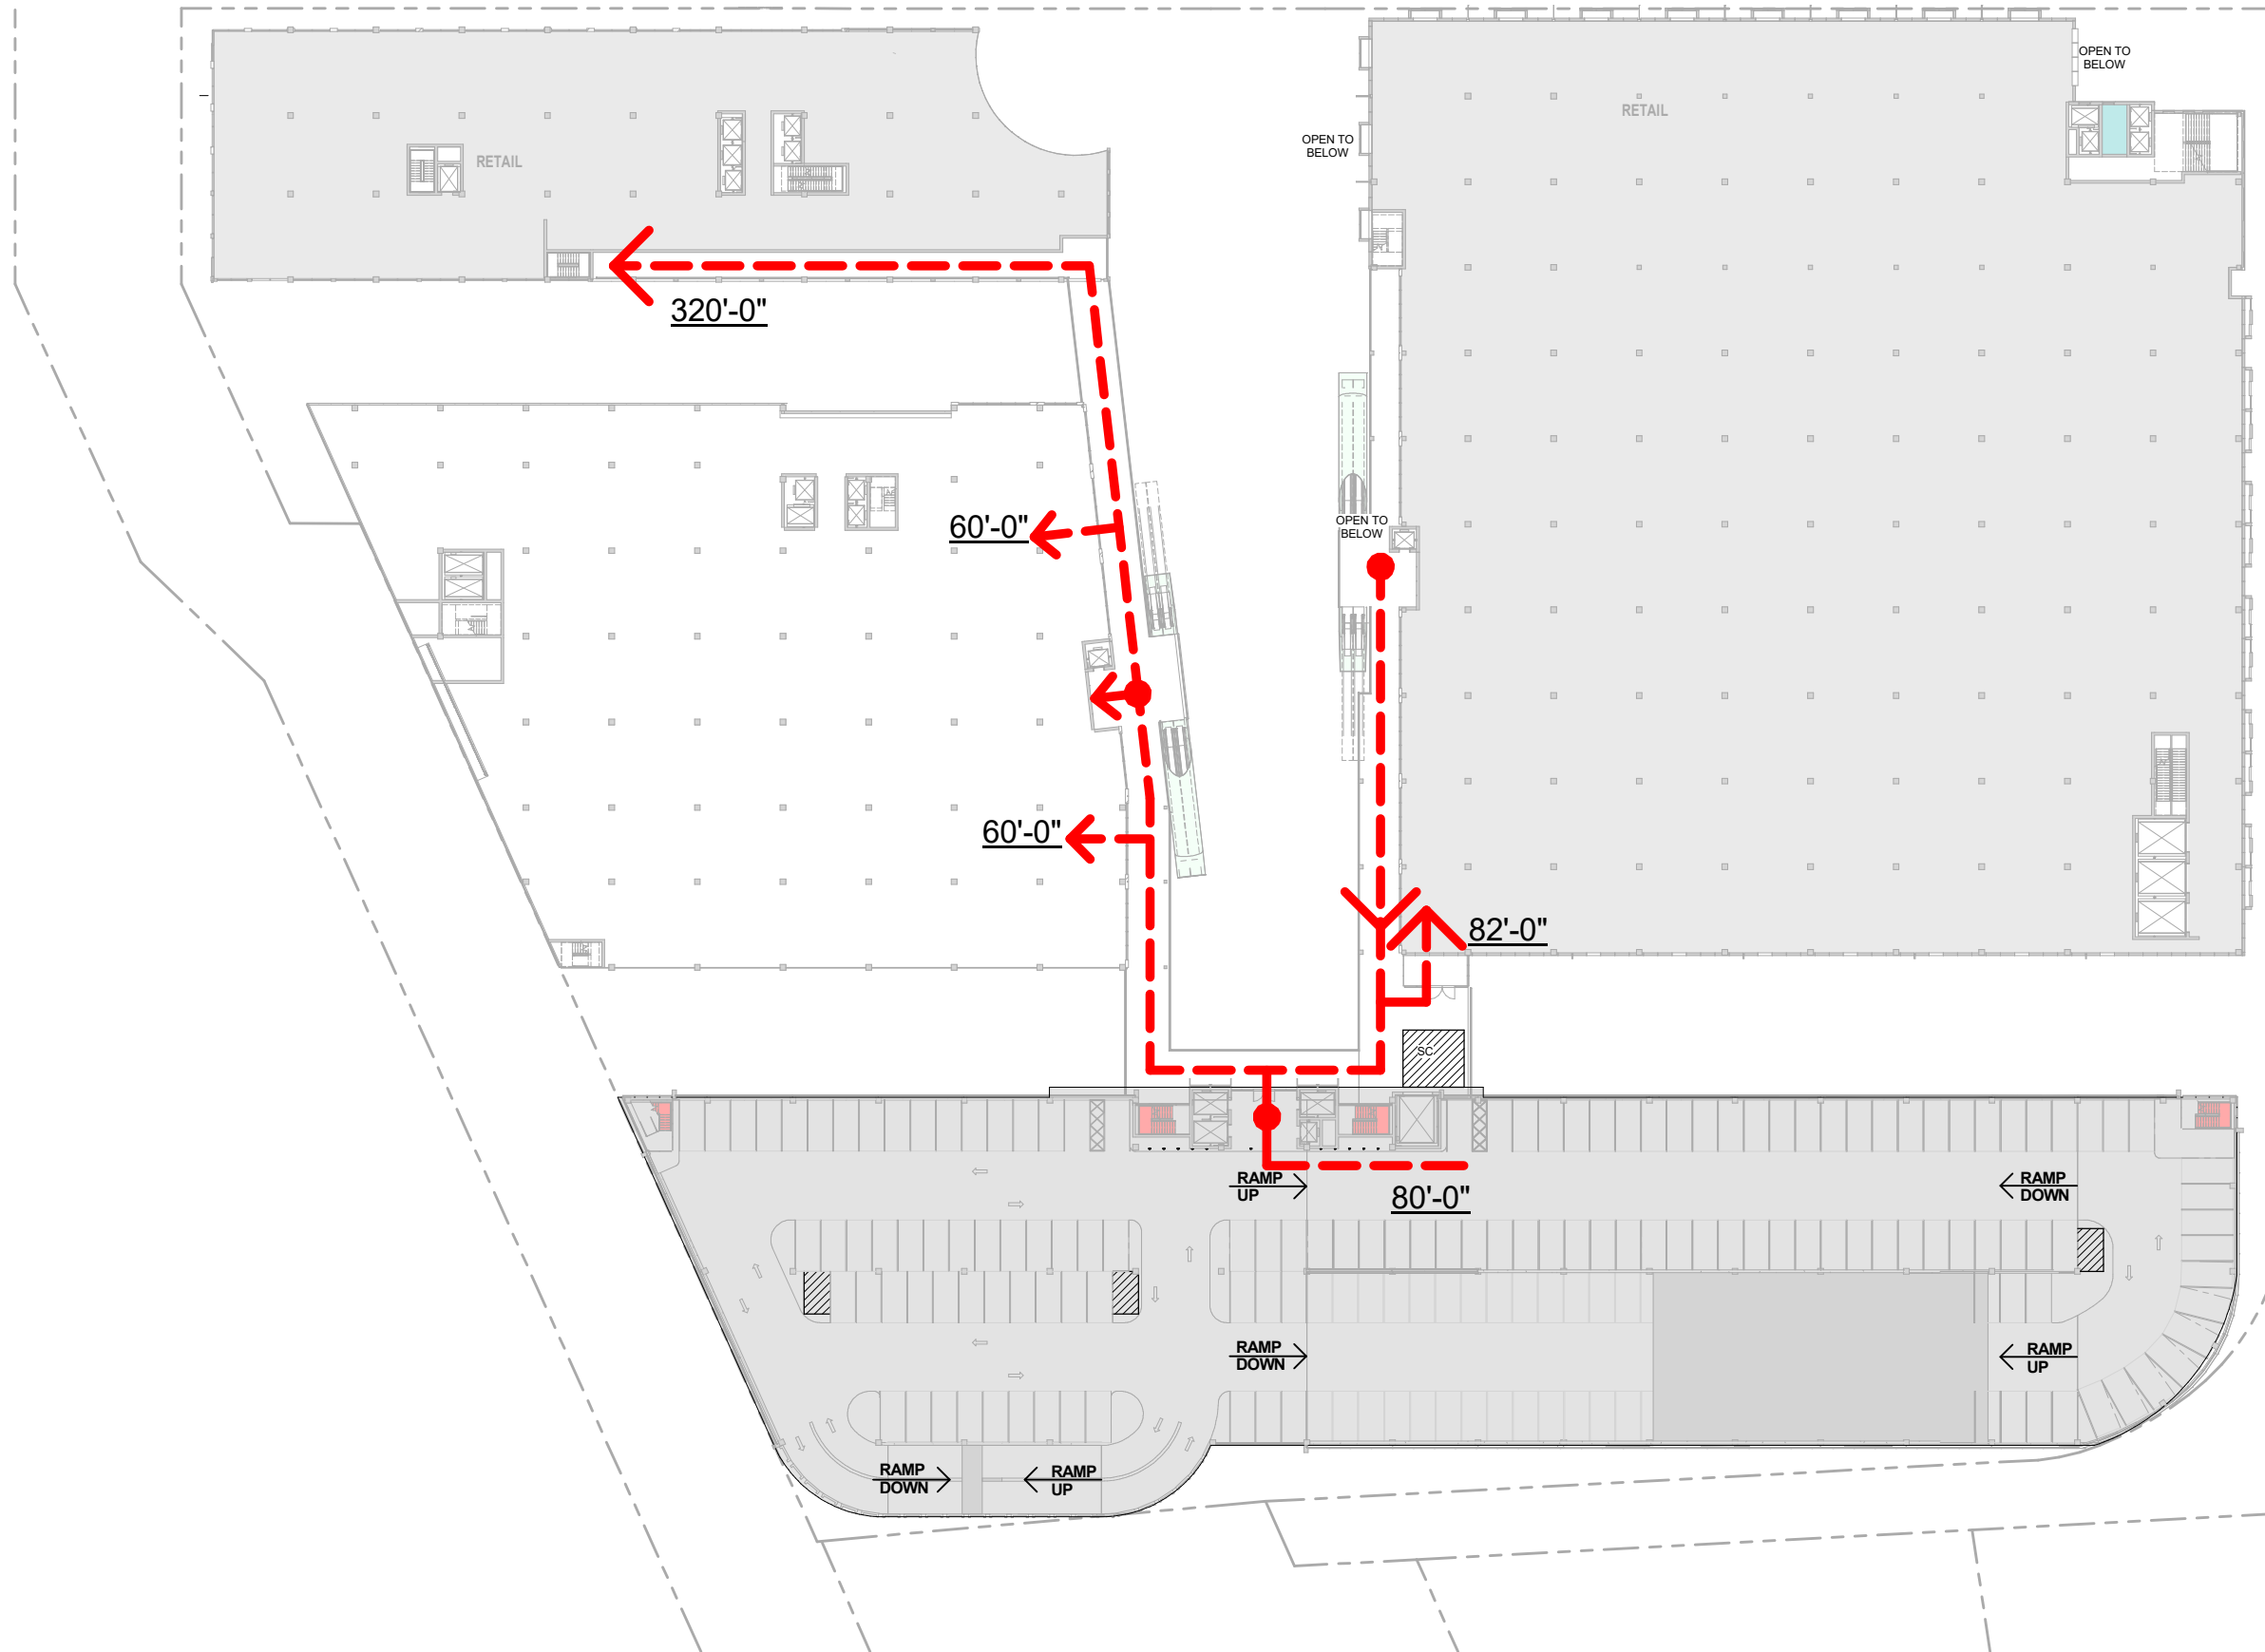 OPEN TO
BELOW
RETAIL
OPEN TO
BELOW
RETAIL
320'-0"
60'-0"
OPEN TO
BELOW
60'-0"
82'-0"
SC
RAMP
UP
80'-0"
RAMP
DOWN
RAMP
DOWN
RAMP
UP
RAMP
DOWN
RAMP
UP